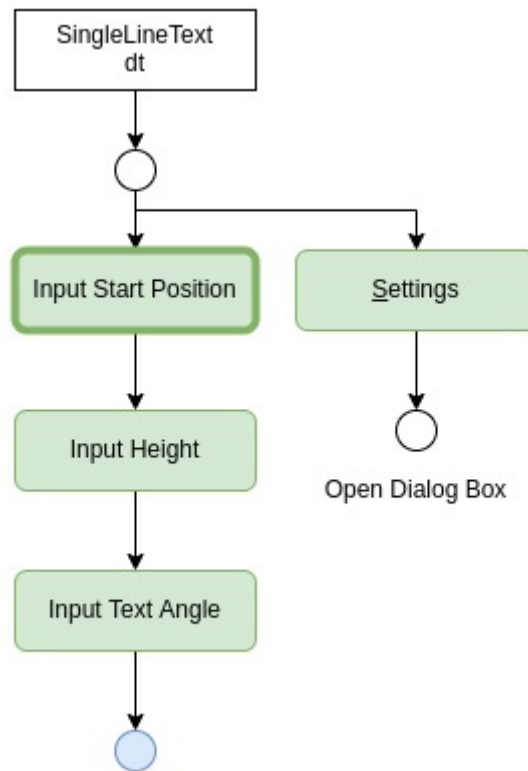 SingleLineText
dt
Input Start Position
Settings
Input Height
Open Dialog Box
Input Text Angle